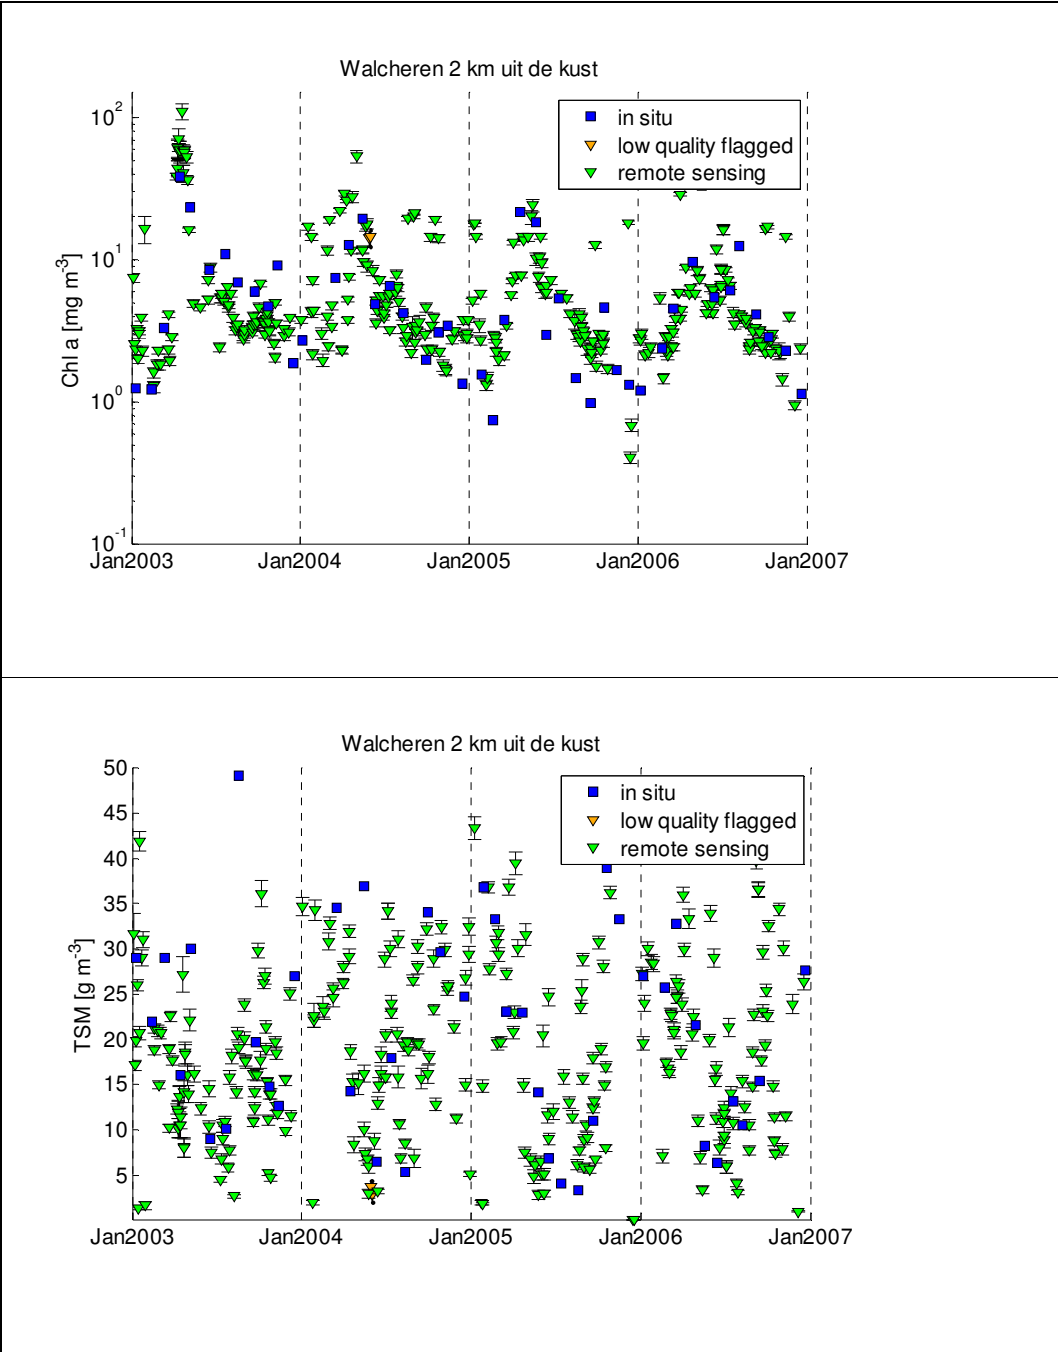 Walcheren 2 km uit de kust
in situ
low quality flagged
remote sensing
Chl a [mg m-3]
10^2
10^1
10^0
10^-1
Jan2003 Jan2004 Jan2005 Jan2006 Jan2007
Walcheren 2 km uit de kust
in situ
low quality flagged
remote sensing
TSM [g m-3]
50
45
40
35
30
25
20
15
10
5
Jan2003 Jan2004 Jan2005 Jan2006 Jan2007